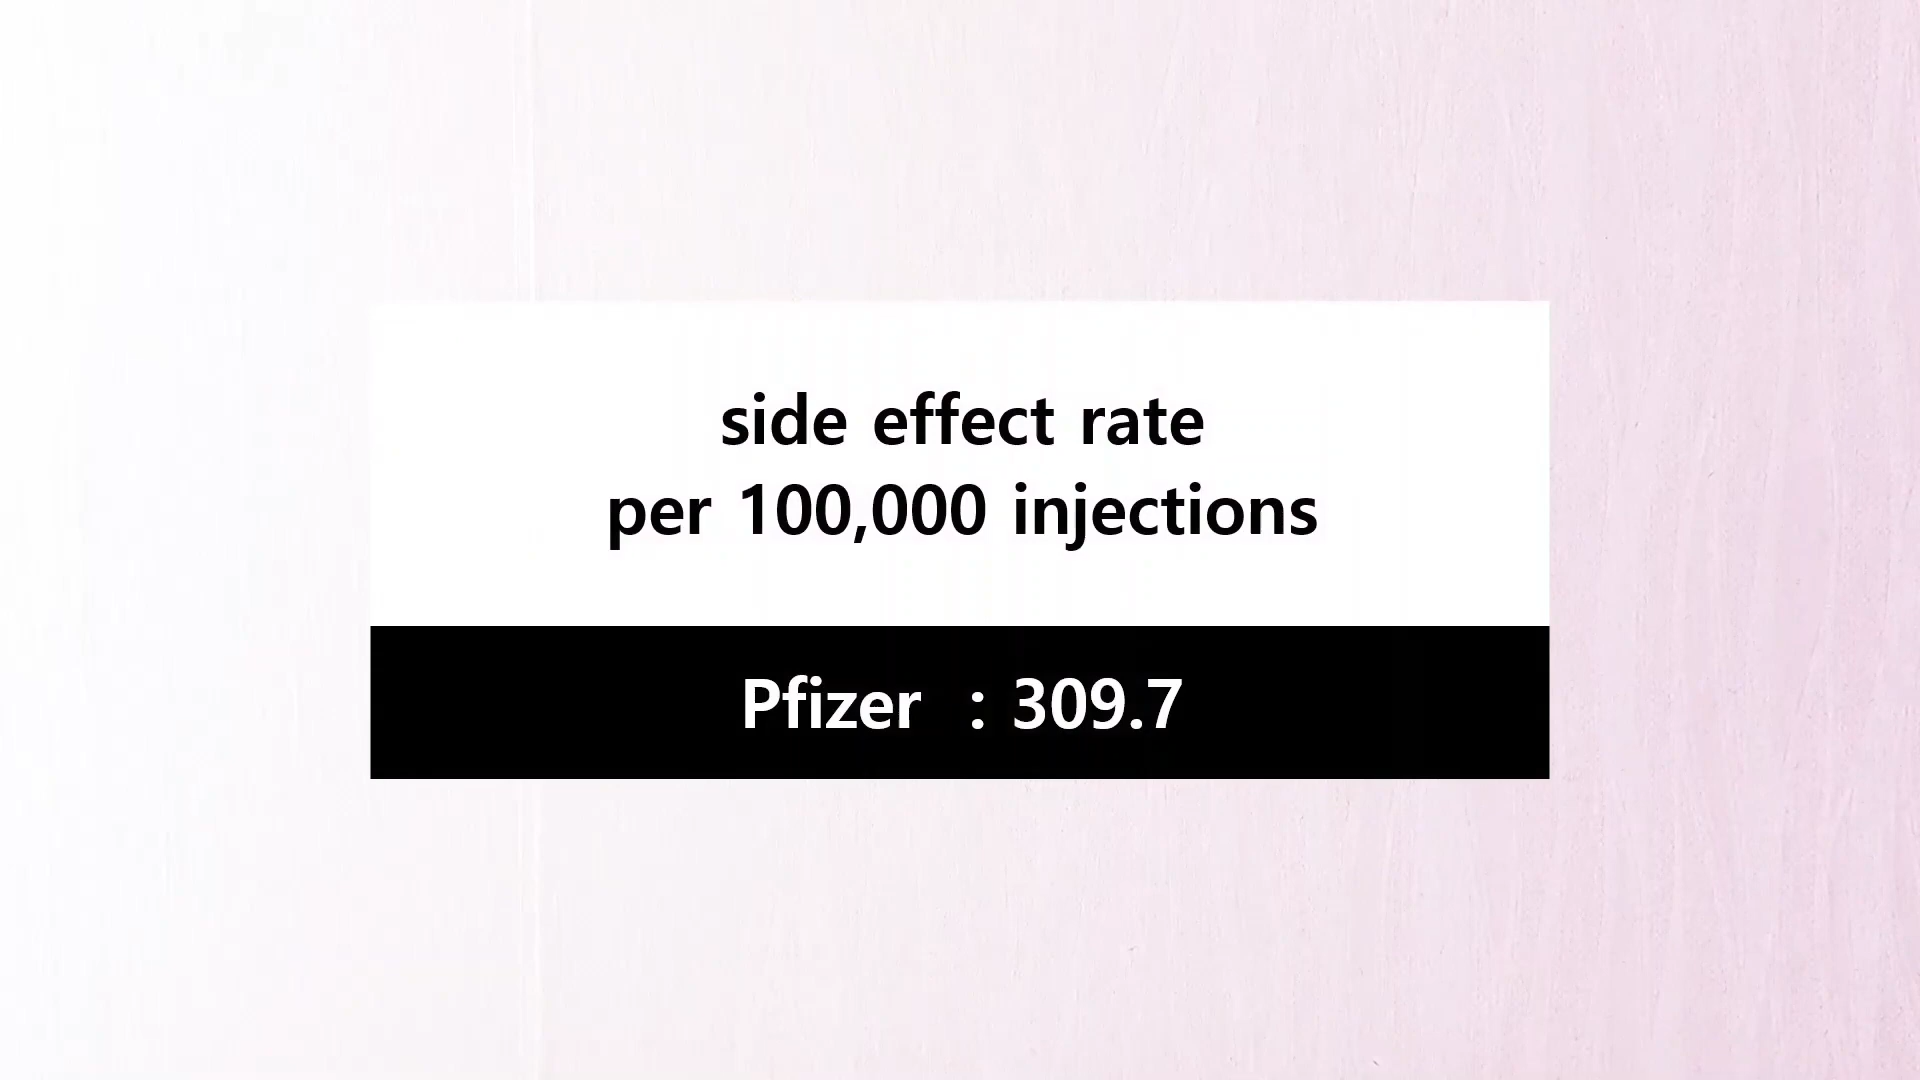 side effect rate
per 100,000 injections
Pfizer : 309.7